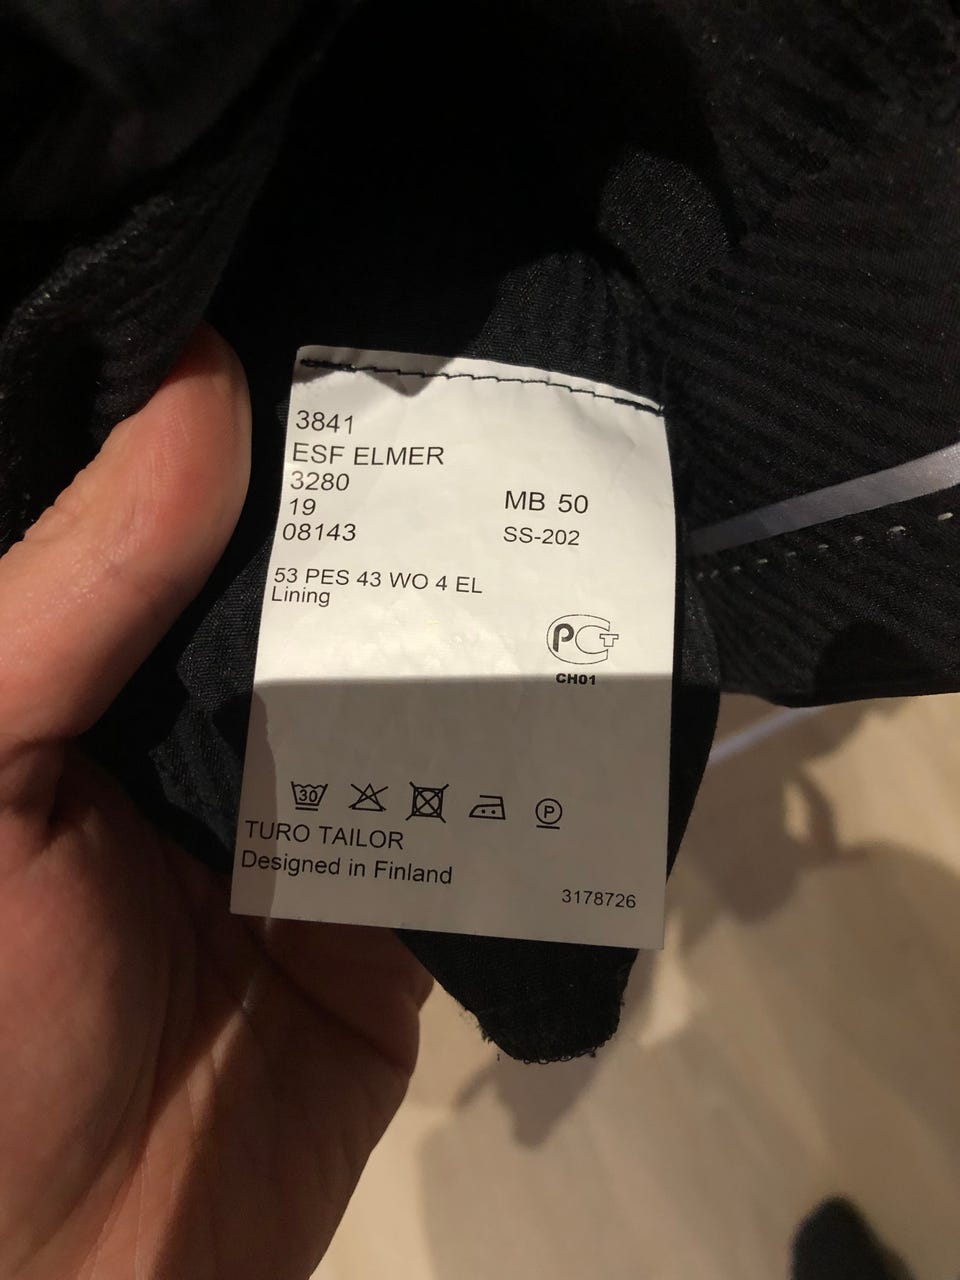 3841
ESF ELMER
3280
19
08143
MB 50
SS-202
53 PES 43 WO 4 EL
Lining
PCT
CH01
30
P
TURO TAILOR
Designed in Finland
3178726